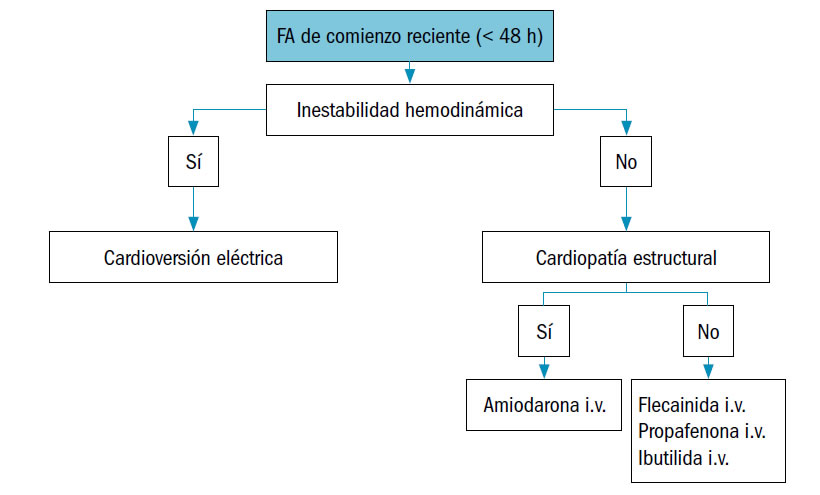 FA de comienzo reciente (< 48 h)
Inestabilidad hemodinámica
Sí
No
Cardioversión eléctrica
Cardiopatía estructural
Sí
No
Amiodarona i.v.
Flecainida i.v.
Propafenona i.v.
Ibutilida i.v.